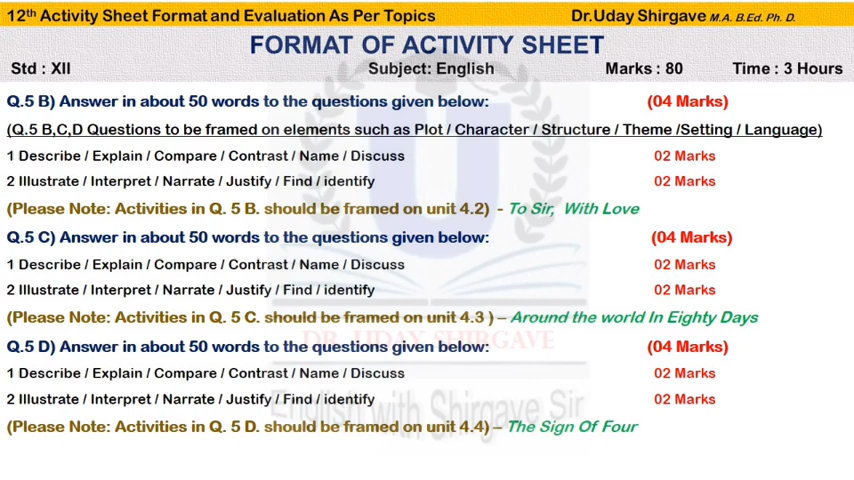 12th Activity Sheet Format and Evaluation As Per Topics Dr.Uday Shirgave M.A. B.Ed. Ph. D.
FORMAT OF ACTIVITY SHEET
Std : XII Subject: English Marks : 80 Time : 3 Hours
Q.5 B) Answer in about 50 words to the questions given below: (04 Marks)
(Q.5 B,C,D Questions to be framed on elements such as Plot / Character / Structure / Theme /Setting / Language)
1 Describe / Explain / Compare / Contrast / Name / Discuss 02 Marks
2 Illustrate / Interpret / Narrate / Justify / Find / identify 02 Marks
(Please Note: Activities in Q. 5 B. should be framed on unit 4.2) - To Sir, With Love
Q.5 C) Answer in about 50 words to the questions given below: (04 Marks)
1 Describe / Explain / Compare / Contrast / Name / Discuss 02 Marks
2 Illustrate / Interpret / Narrate / Justify / Find / identify 02 Marks
(Please Note: Activities in Q. 5 C. should be framed on unit 4.3 ) – Around the world In Eighty Days
DR. UDAY SHIRGAVE
Q.5 D) Answer in about 50 words to the questions given below: (04 Marks)
1 Describe / Explain / Compare / Contrast / Name / Discuss 02 Marks
2 Illustrate / Interpret / Narrate / Justify / Find / identify 02 Marks
English with Shirgave Sir
(Please Note: Activities in Q. 5 D. should be framed on unit 4.4) – The Sign Of Four